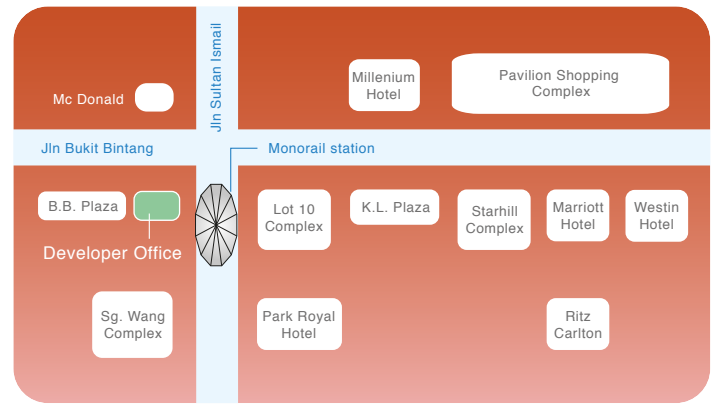 Jln Sultan Ismail
Millenium
Hotel
Pavilion Shopping
Complex
Mc Donald
Jln Bukit Bintang
Monorail station
B.B. Plaza
Lot 10
Complex
K.L. Plaza
Starhill
Complex
Marriott
Hotel
Westin
Hotel
Developer Office
Sg. Wang
Complex
Park Royal
Hotel
Ritz
Carlton